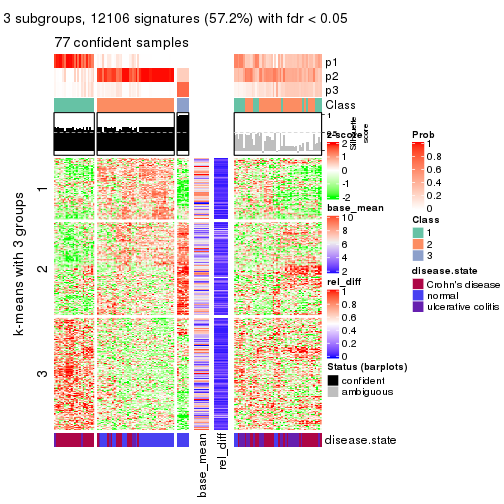 3 subgroups, 12106 signatures (57.2%) with fdr < 0.05
77 confident samples
p1
p2
p3
Class
1
0.5
0
Silhouette
score
k-means with 3 groups
1
2
3
base_mean
rel_diff
disease.state
z-score
2
1
0
-1
-2
base_mean
10
8
6
4
2
rel_diff
1
0.8
0.6
0.4
0.2
0
Status (barplots)
confident
ambiguous
Prob
1
0.8
0.6
0.4
0.2
0
Class
1
2
3
disease.state
Crohn's disease
normal
ulcerative colitis